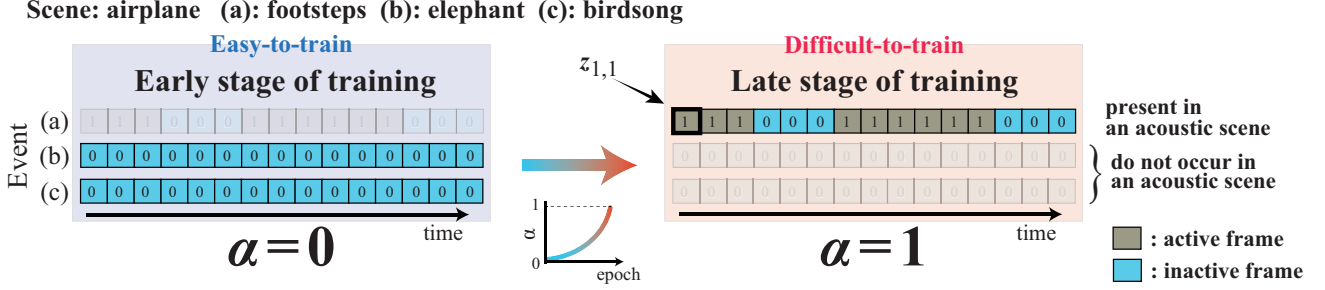 Scene: airplane (a): footsteps (b): elephant (c): birdsong
Easy-to-train
Early stage of training
Event
(a) 1 1 1 0 0 0 1 1 1 1 1 1 0 0 0
(b) 0 0 0 0 0 0 0 0 0 0 0 0 0 0 0
(c) 0 0 0 0 0 0 0 0 0 0 0 0 0 0 0
time
α = 0
1
α
0
epoch
z1,1
Difficult-to-train
Late stage of training
1 1 1 0 0 0 1 1 1 1 1 1 0 0 0
0 0 0 0 0 0 0 0 0 0 0 0 0 0 0
0 0 0 0 0 0 0 0 0 0 0 0 0 0 0
time
α = 1
present in
an acoustic scene
do not occur in
an acoustic scene
: active frame
: inactive frame